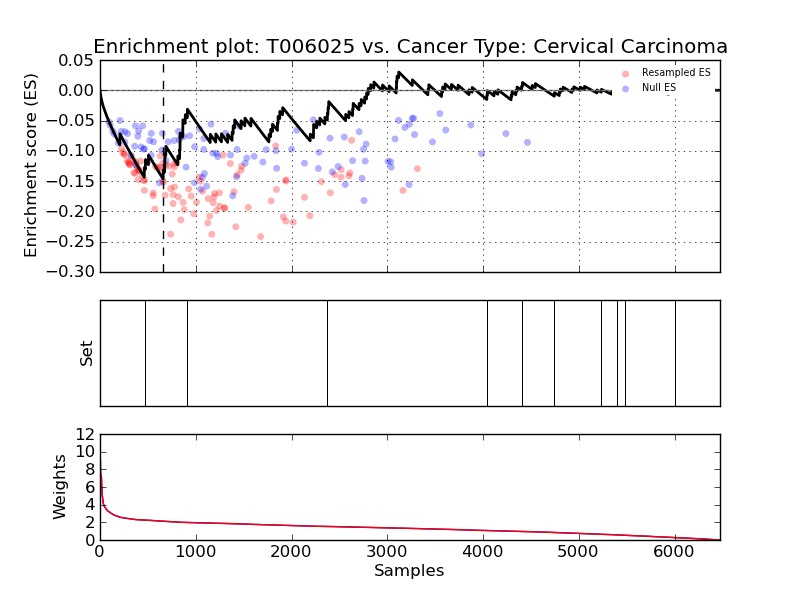 Enrichment plot: T006025 vs. Cancer Type: Cervical Carcinoma
0.05
0.00
−0.05
−0.10
−0.15
−0.20
−0.25
−0.30
Enrichment score (ES)
Resampled ES
Null ES
Set
12
10
8
6
4
2
0
Weights
0 1000 2000 3000 4000 5000 6000
Samples